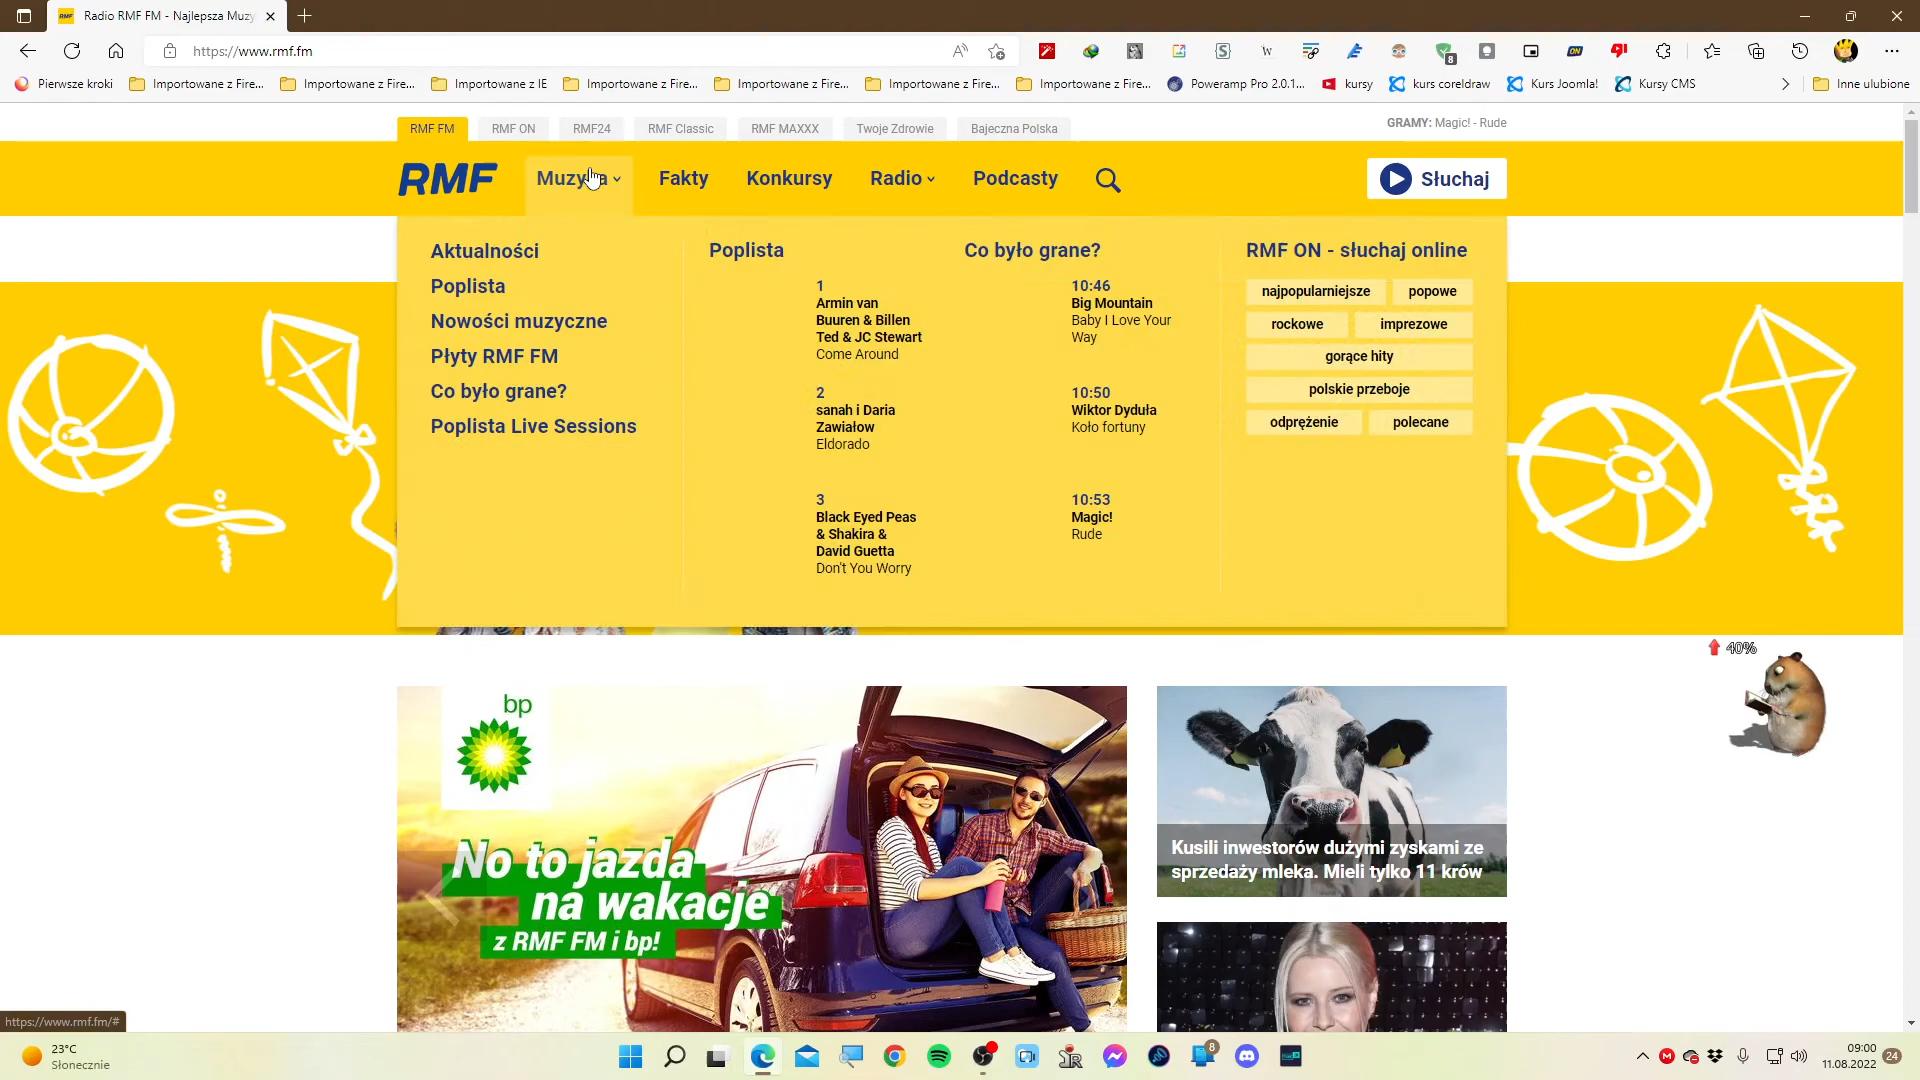 Radio RMF FM - Najlepsza Muzy
https://www.rmf.fm
8
ON
Pierwsze kroki
Importowane z Fire...
Importowane z Fire...
Importowane z IE
Importowane z Fire...
Importowane z Fire...
Importowane z Fire...
Importowane z Fire...
Poweramp Pro 2.0.1...
kursy
kurs coreldraw
Kurs Joomla!
Kursy CMS
Inne ulubione
RMF FM
RMF ON
RMF24
RMF Classic
RMF MAXXX
Twoje Zdrowie
Bajeczna Polska
GRAMY: Magic! - Rude
RMF
Muzyka
Fakty
Konkursy
Radio
Podcasty
Słuchaj
Aktualności
Poplista
Nowości muzyczne
Płyty RMF FM
Co było grane?
Poplista Live Sessions
Poplista
1
Armin van
Buuren & Billen
Ted & JC Stewart
Come Around
2
sanah i Daria
Zawiałow
Eldorado
3
Black Eyed Peas
& Shakira &
David Guetta
Don't You Worry
Co było grane?
10:46
Big Mountain
Baby I Love Your
Way
10:50
Wiktor Dyduła
Koło fortuny
10:53
Magic!
Rude
RMF ON - słuchaj online
najpopularniejsze
popowe
rockowe
imprezowe
gorące hity
polskie przeboje
odprężenie
polecane
40%
bp
No to jazda
na wakacje
z RMF FM i bp!
Kusili inwestorów dużymi zyskami ze
sprzedaży mleka. Mieli tylko 11 krów
https://www.rmf.fm/#
23°C
Słonecznie
8
09:00
11.08.2022
24